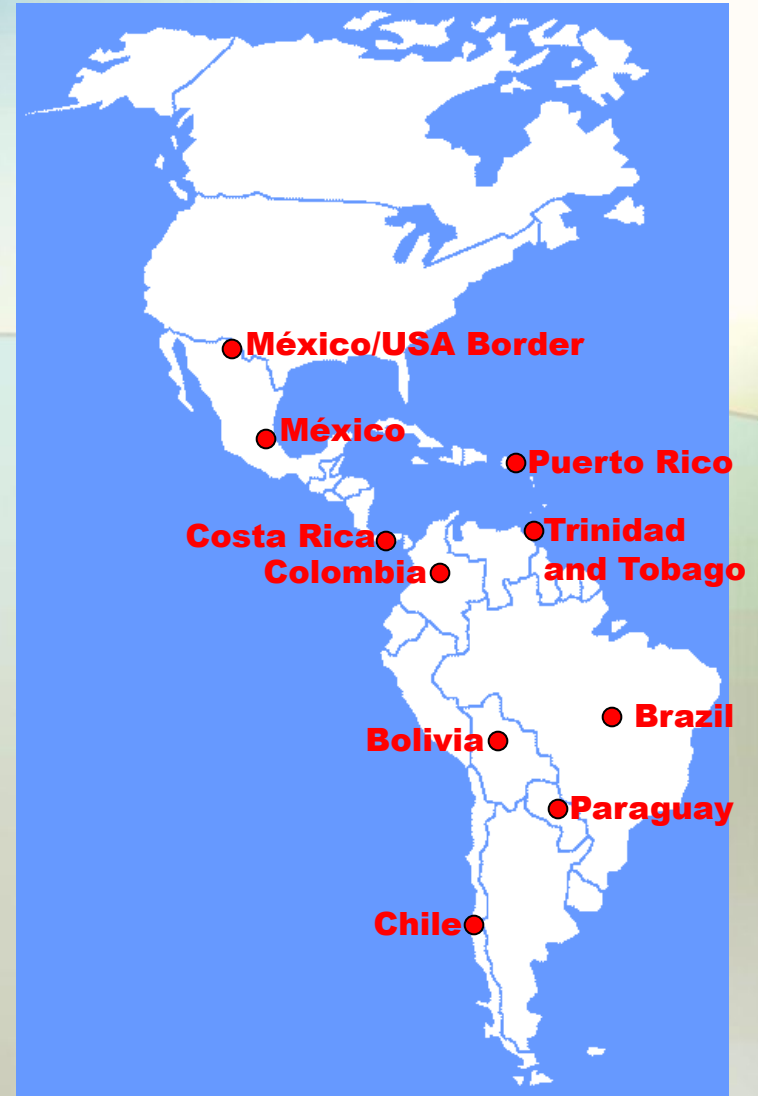 México/USA Border
México
Puerto Rico
Costa Rica
Trinidad
and Tobago
Colombia
Brazil
Bolivia
Paraguay
Chile